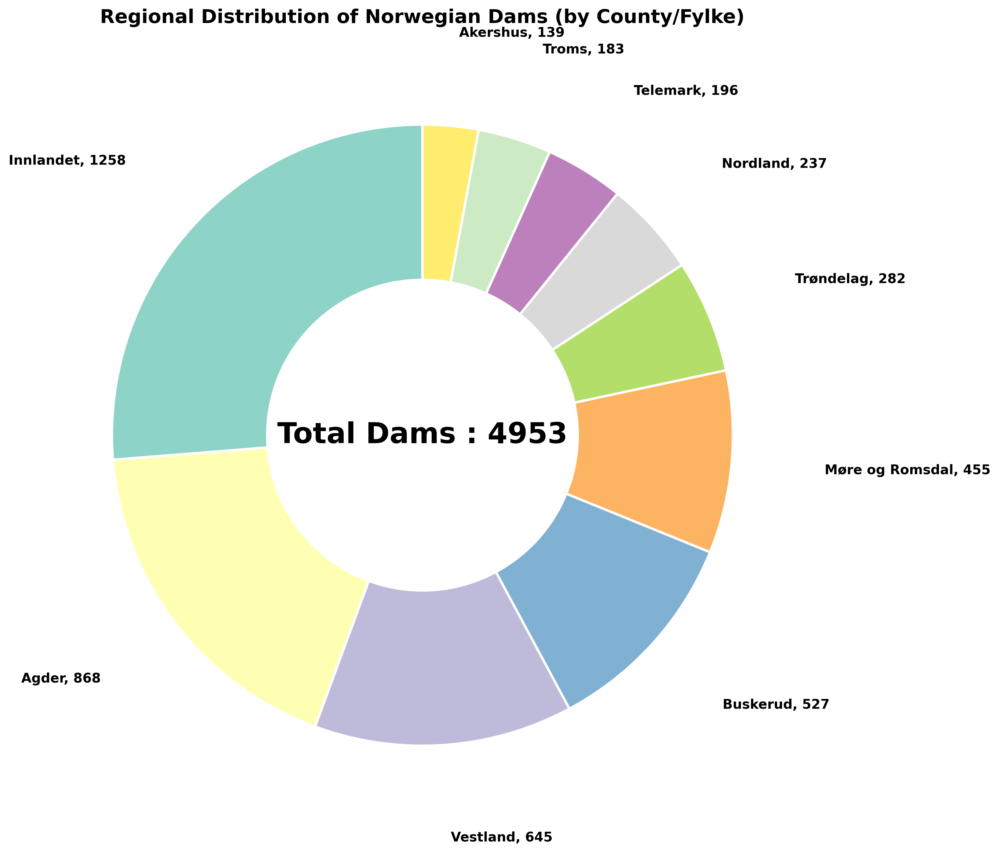 Regional Distribution of Norwegian Dams (by County/Fylke)
Akershus, 139
Troms, 183
Telemark, 196
Innlandet, 1258
Nordland, 237
Trøndelag, 282
Total Dams : 4953
Møre og Romsdal, 455
Agder, 868
Buskerud, 527
Vestland, 645